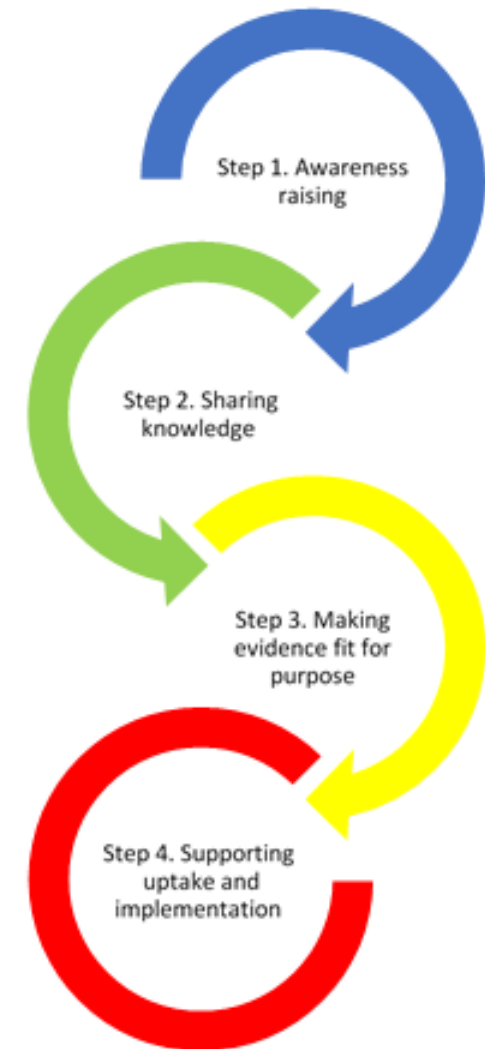 Step 1. Awareness
raising
Step 2. Sharing
knowledge
Step 3. Making
evidence fit for
purpose
Step 4. Supporting
uptake and
implementation